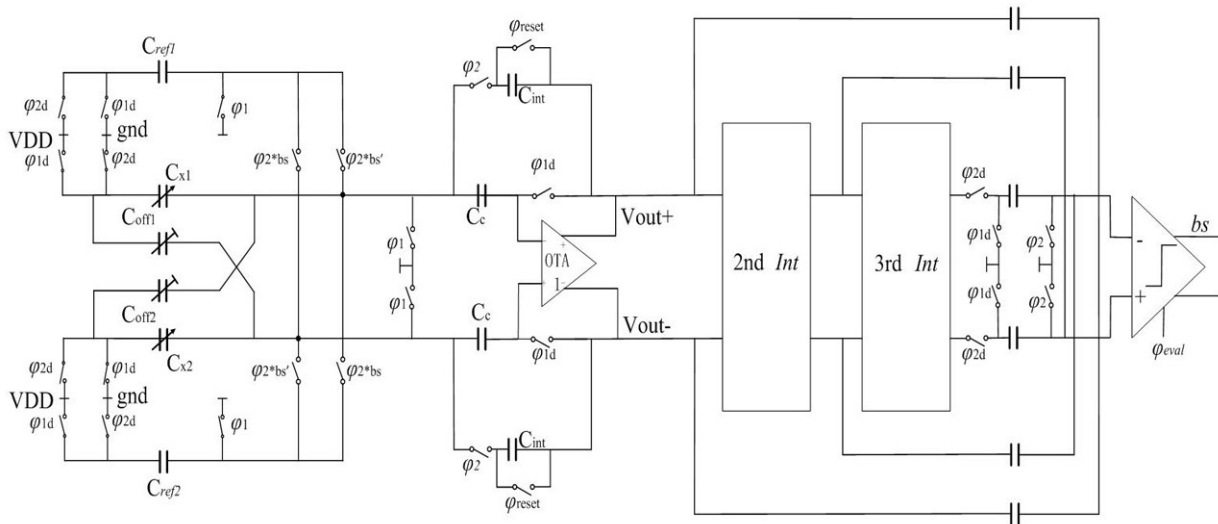 C_ref1
φreset
φ2
C_int
φ2d
φ1d
φ1
VDD
gnd
φ1d
φ2d
φ2*bs
φ2*bs'
C_x1
φ1d
φ2d
C_c
Vout+
bs
C_off1
φ1
OTA
2nd Int
3rd Int
φ1d
φ2
-
+
-
1
+
-
C_off2
φ1
φ1d
φ2
C_c
Vout-
C_x2
φ1d
φ2d
φeval
φ2d
φ1d
φ2*bs'
φ2*bs
VDD
gnd
φ1d
φ2d
φ1
C_int
φ2
φreset
C_ref2